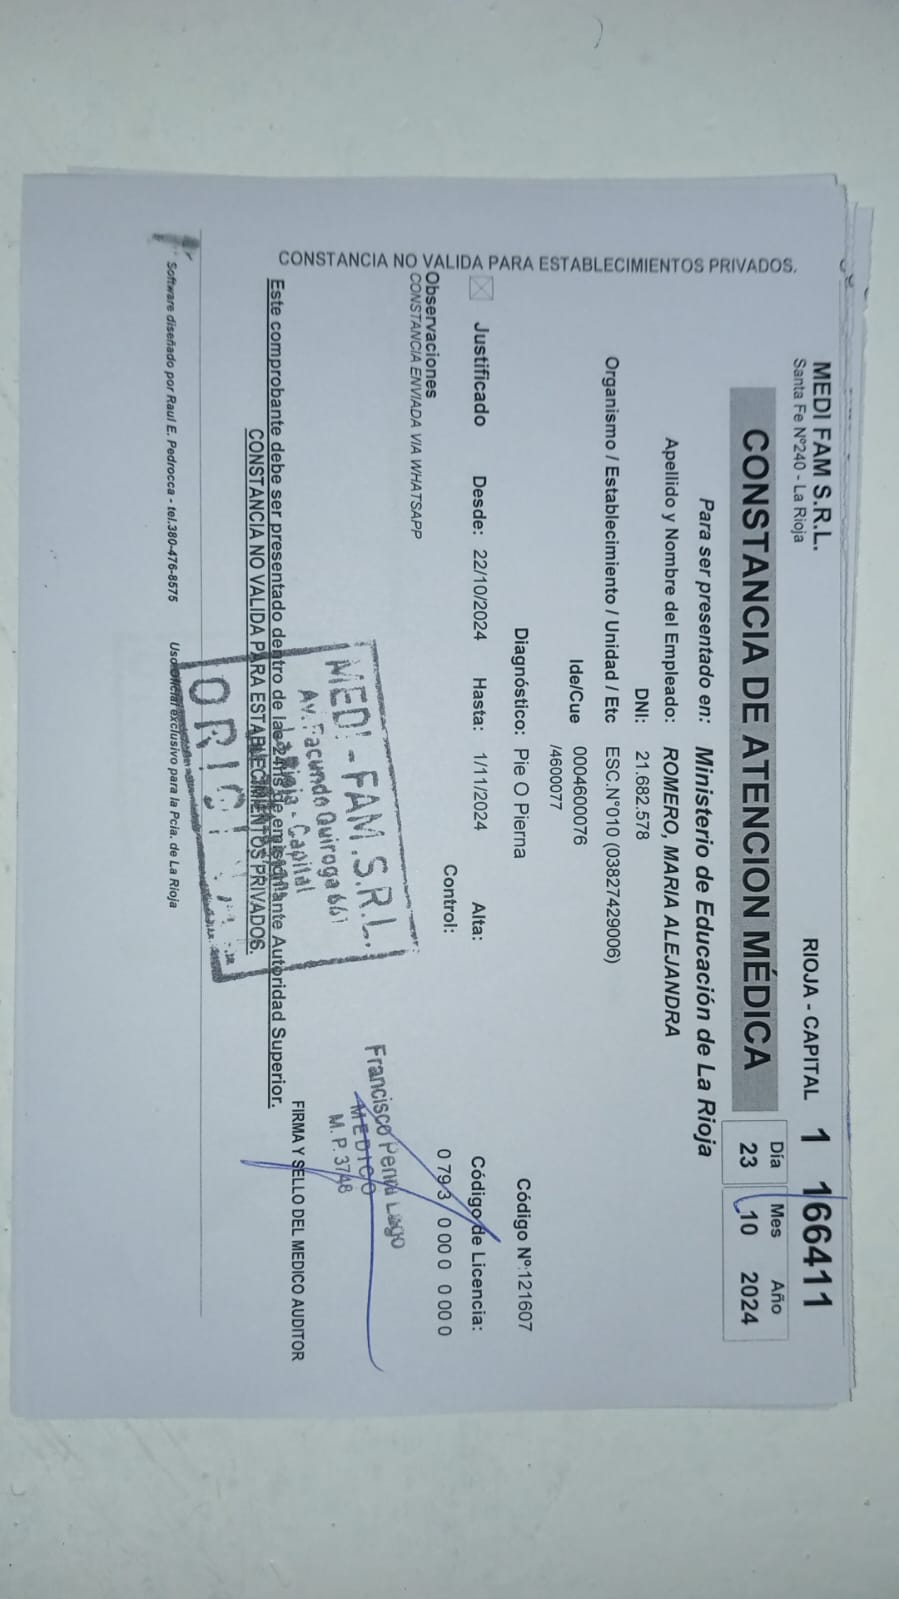 MEDI FAM S.R.L.
Santa Fe Nº240 - La Rioja
RIOJA - CAPITAL 1 166411
CONSTANCIA DE ATENCION MÉDICA
Día Mes Año
23 10 2024
Para ser presentado en: Ministerio de Educación de La Rioja
Apellido y Nombre del Empleado: ROMERO, MARIA ALEJANDRA
DNI: 21.682.578
Organismo / Establecimiento / Unidad / Etc ESC.N°010 (03827429006)
Ide/Cue 0004600076
/4600077
Diagnóstico: Pie O Pierna Código Nº:121607
Justificado Desde: 22/10/2024 Hasta: 1/11/2024 Alta: Código de Licencia:
Control: 0 79 3 0 00 0 0 00 0
Observaciones
CONSTANCIA ENVIADA VIA WHATSAPP
MEDI-FAM.S.R.L.
Av. Facundo Quiroga 661
La Rioja - Capital
Francisco
MEDICO
M.P.3748
FIRMA Y SELLO DEL MEDICO AUDITOR
Este comprobante debe ser presentado dentro de las 24hs de emisión ante Autoridad Superior.
CONSTANCIA NO VALIDA PARA ESTABLECIMIENTOS PRIVADOS.
Software diseñado por Raul E. Pedrocca - tel.380-476-8575 Uso oficial exclusivo para la Pcia. de La Rioja
CONSTANCIA NO VALIDA PARA ESTABLECIMIENTOS PRIVADOS.